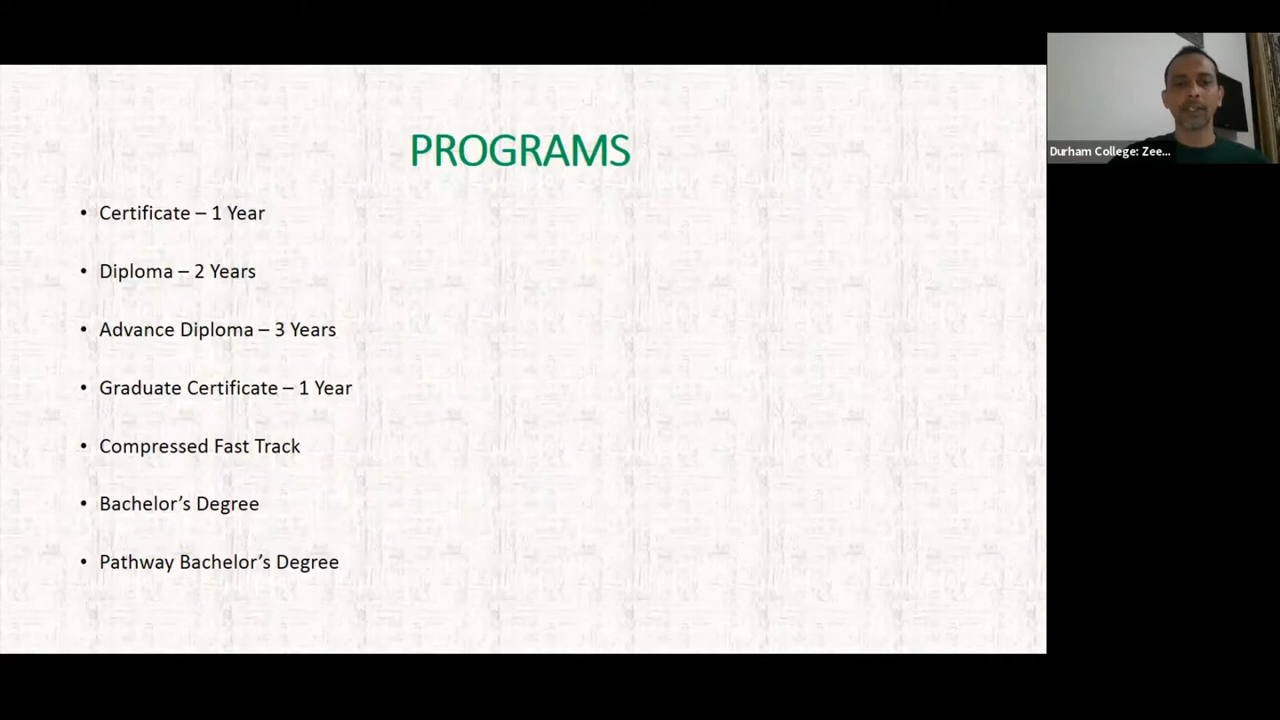 PROGRAMS
• Certificate – 1 Year
• Diploma – 2 Years
• Advance Diploma – 3 Years
• Graduate Certificate – 1 Year
• Compressed Fast Track
• Bachelor’s Degree
• Pathway Bachelor’s Degree
Durham College: Zee...